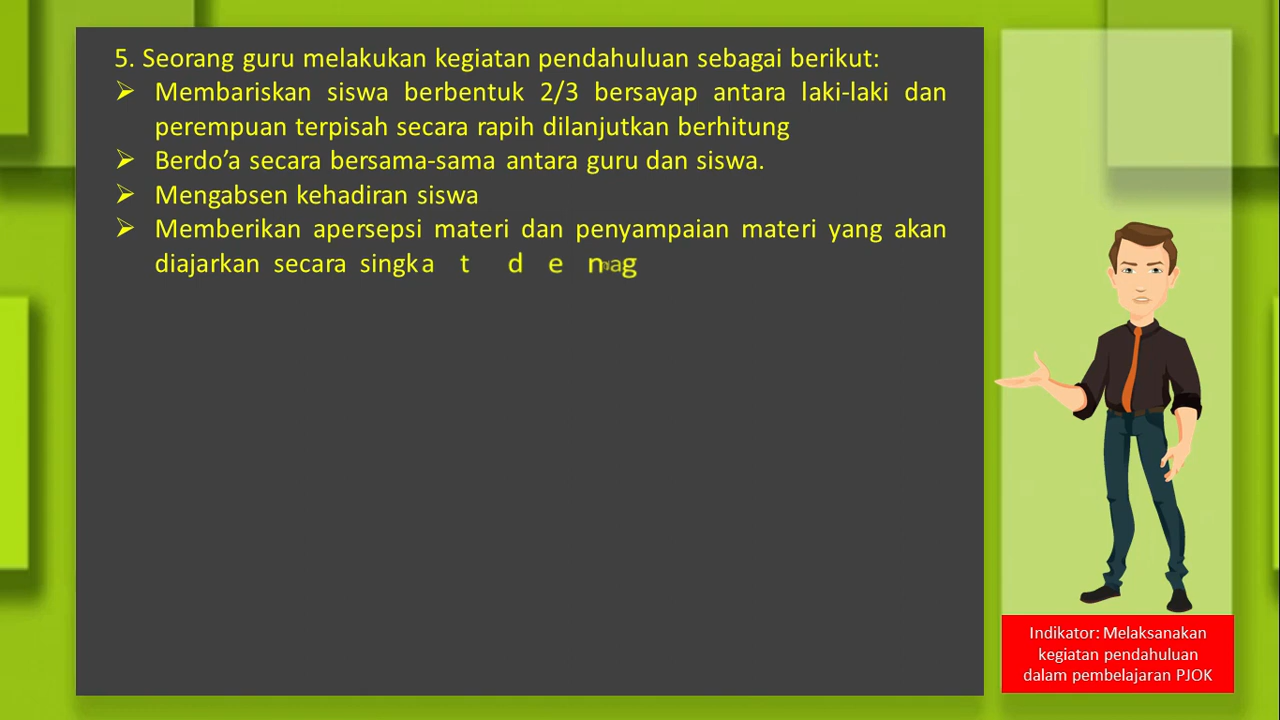 5. Seorang guru melakukan kegiatan pendahuluan sebagai berikut:
➢ Membariskan siswa berbentuk 2/3 bersayap antara laki-laki dan
perempuan terpisah secara rapih dilanjutkan berhitung
➢ Berdo’a secara bersama-sama antara guru dan siswa.
➢ Mengabsen kehadiran siswa
➢ Memberikan apersepsi materi dan penyampaian materi yang akan
diajarkan secara singkat
Indikator: Melaksanakan
kegiatan pendahuluan
dalam pembelajaran PJOK